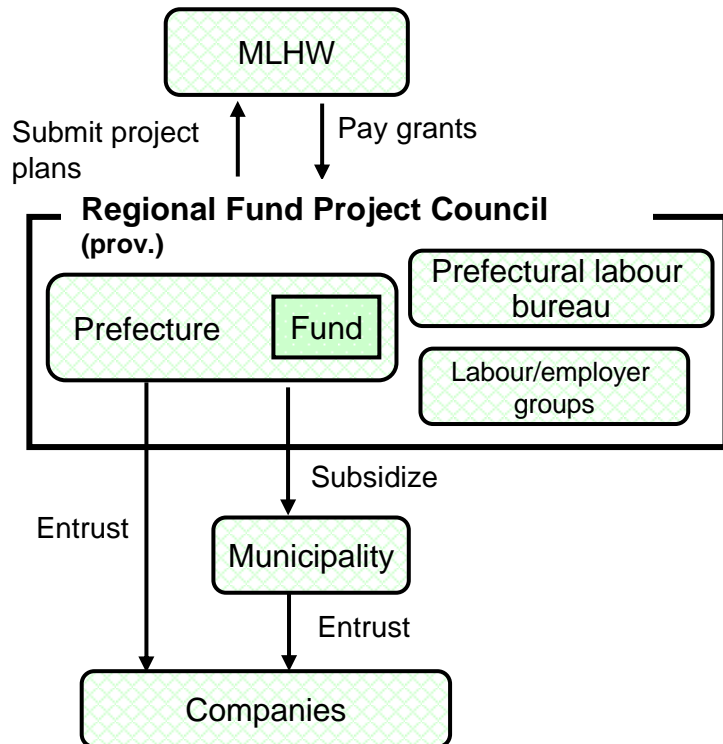 MLHW
Submit project
plans
Pay grants
Regional Fund Project Council
(prov.)
Prefecture
Fund
Prefectural labour
bureau
Labour/employer
groups
Subsidize
Entrust
Municipality
Entrust
Companies